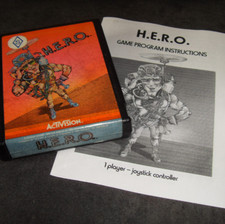 H.E.R.O.
ACTIVISION
H.E.R.O.
H.E.R.O.
GAME PROGRAM INSTRUCTIONS
1 player – joystick controller